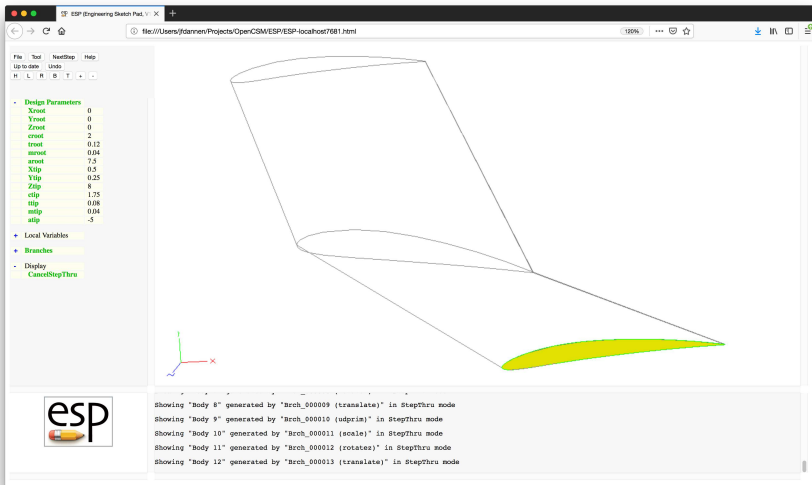 ESP (Engineering Sketch Pad, V
file:///Users/jfdannen/Projects/OpenCSM/ESP/ESP-localhost7681.html
120%
File Tool NextStep Help
Up to date Undo
H L R B T + -
- Design Parameters
Xroot 0
Yroot 0
Zroot 0
croot 2
troot 0.12
mroot 0.04
aroot 7.5
Xtip 0.5
Ytip 0.25
Ztip 8
ctip 1.75
ttip 0.08
mtip 0.04
atip -5
+ Local Variables
+ Branches
- Display
CancelStepThru
X
esp
Showing "Body 8" generated by "Brch_000009 (translate)" in StepThru mode
Showing "Body 9" generated by "Brch_000010 (udprim)" in StepThru mode
Showing "Body 10" generated by "Brch_000011 (scale)" in StepThru mode
Showing "Body 11" generated by "Brch_000012 (rotatez)" in StepThru mode
Showing "Body 12" generated by "Brch_000013 (translate)" in StepThru mode